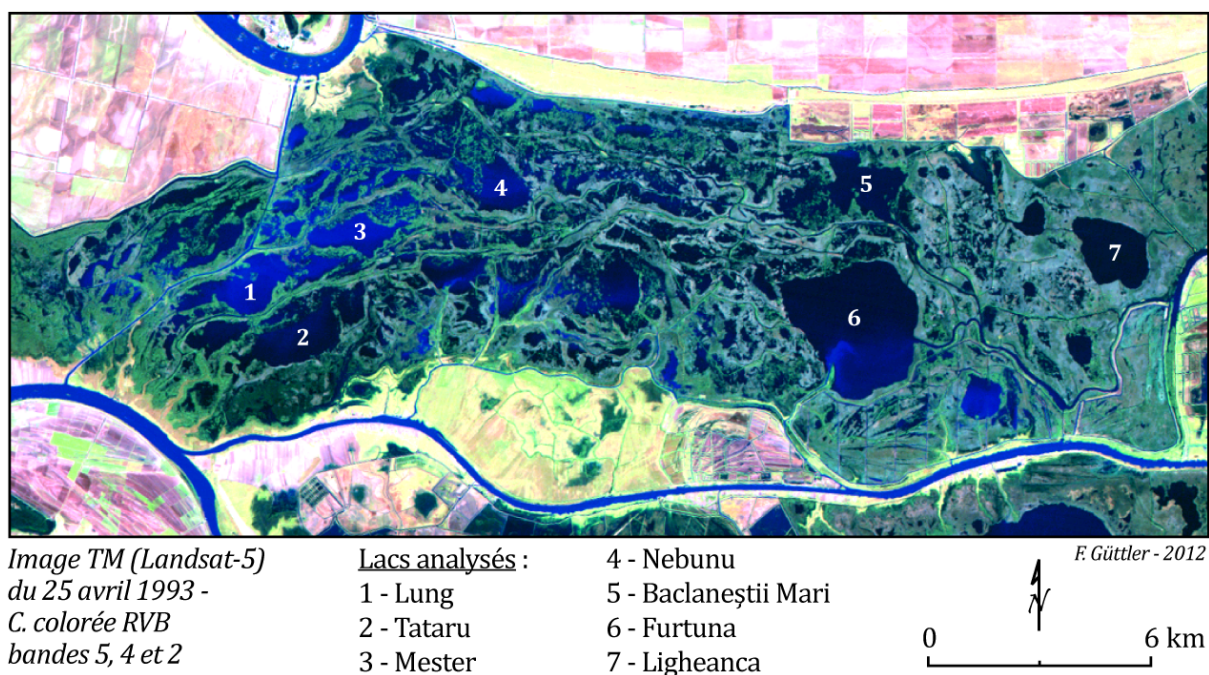 4
5
3
7
1
6
2
Image TM (Landsat-5)
du 25 avril 1993 -
C. colorée RVB
bandes 5, 4 et 2
Lacs analysés :
1 - Lung
2 - Tataru
3 - Mester
4 - Nebunu
5 - Baclaneştii Mari
6 - Furtuna
7 - Ligheanca
F. Güttler - 2012
N
0 6 km